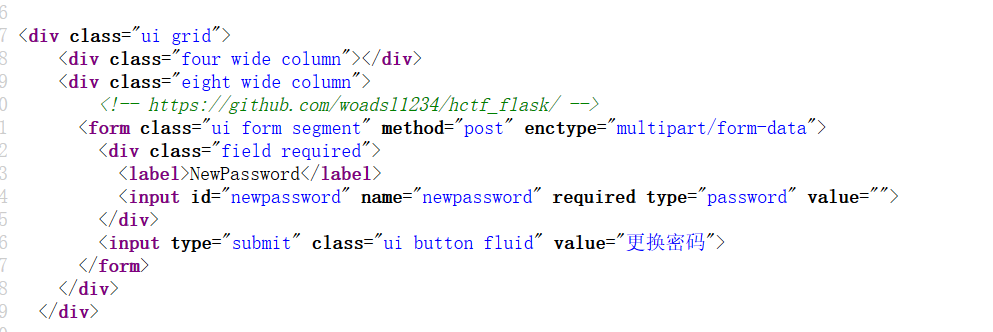 6
7 <div class="ui grid">
8 <div class="four wide column"></div>
9 <div class="eight wide column">
0 <!-- https://github.com/woadsl1234/hctf_flask/ -->
1 <form class="ui form segment" method="post" enctype="multipart/form-data">
2 <div class="field required">
3 <label>NewPassword</label>
4 <input id="newpassword" name="newpassword" required type="password" value="">
5 </div>
6 <input type="submit" class="ui button fluid" value="更换密码">
7 </form>
8 </div>
9 </div>